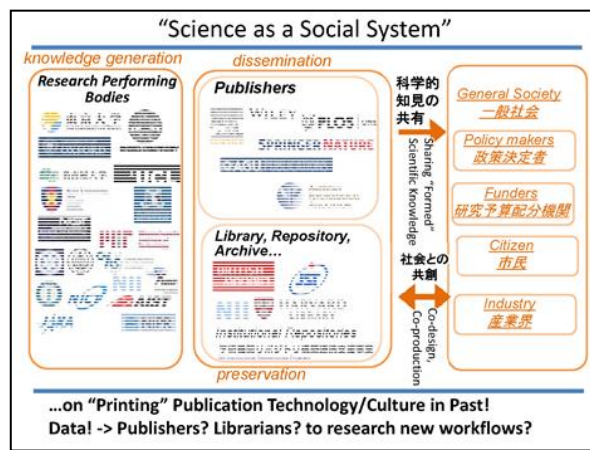 “Science as a Social System”
knowledge generation
dissemination
Research Performing
Bodies
Publishers
WILEY
PLOS
SPRINGER NATURE
UCL
MIT
Library, Repository,
Archive…
HARVARD
LIBRARY
Institutional Repositories
preservation
科学的
知見の
共有
Sharing “Formed”
Scientific Knowledge
社会との
共創
Co-design,
Co-production
General Society
一般社会
Policy makers
政策決定者
Funders
研究予算配分機関
Citizen
市民
Industry
産業界
…on “Printing” Publication Technology/Culture in Past!
Data! -> Publishers? Librarians? to research new workflows?